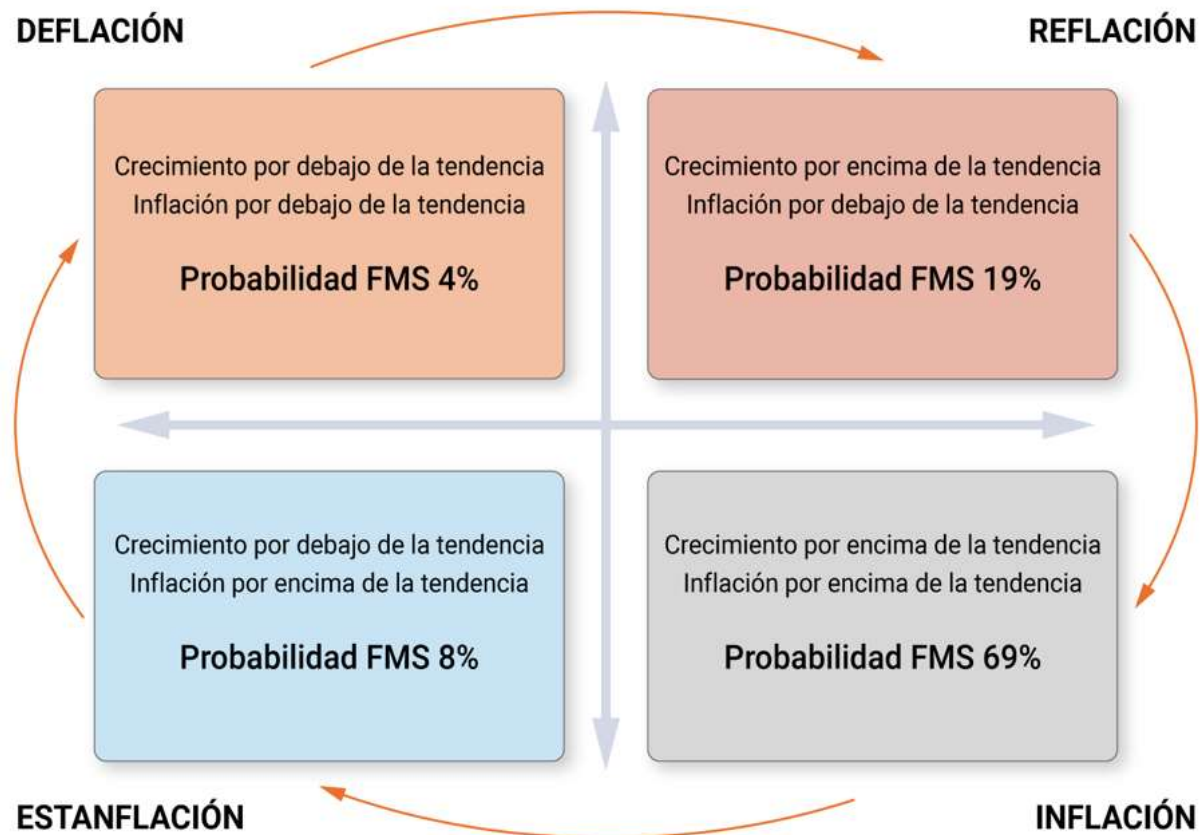 DEFLACIÓN
REFLACIÓN
Crecimiento por debajo de la tendencia
Inflación por debajo de la tendencia
Probabilidad FMS 4%
Crecimiento por encima de la tendencia
Inflación por debajo de la tendencia
Probabilidad FMS 19%
Crecimiento por debajo de la tendencia
Inflación por encima de la tendencia
Probabilidad FMS 8%
Crecimiento por encima de la tendencia
Inflación por encima de la tendencia
Probabilidad FMS 69%
ESTANFLACIÓN
INFLACIÓN